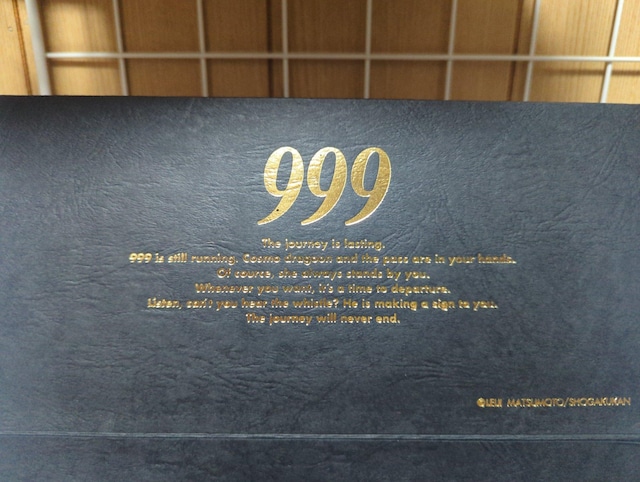 999
The journey is lasting.
999 is still running. Cosmo dragoon and the pass are in your hands.
Of course, she always stands by you.
Whenever you want, it's a time to departure.
Listen, can't you hear the whistle? He is making a sign to you.
The journey will never end.
©LEIJI MATSUMOTO/SHOGAKUKAN